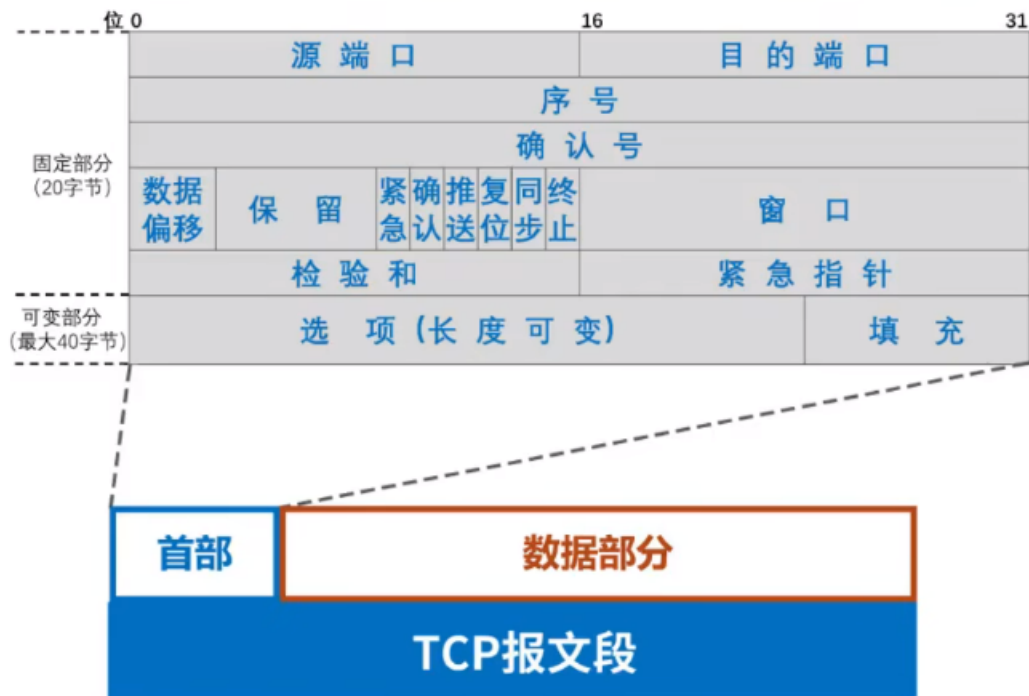 位 0 16 31
源端口 目的端口
序号
确认号
固定部分
(20字节)
数据偏移 保留 紧急 确认 推送 复位 同步 终止 窗口
检验和 紧急指针
可变部分
(最大40字节)
选项(长度可变) 填充
首部 数据部分
TCP报文段